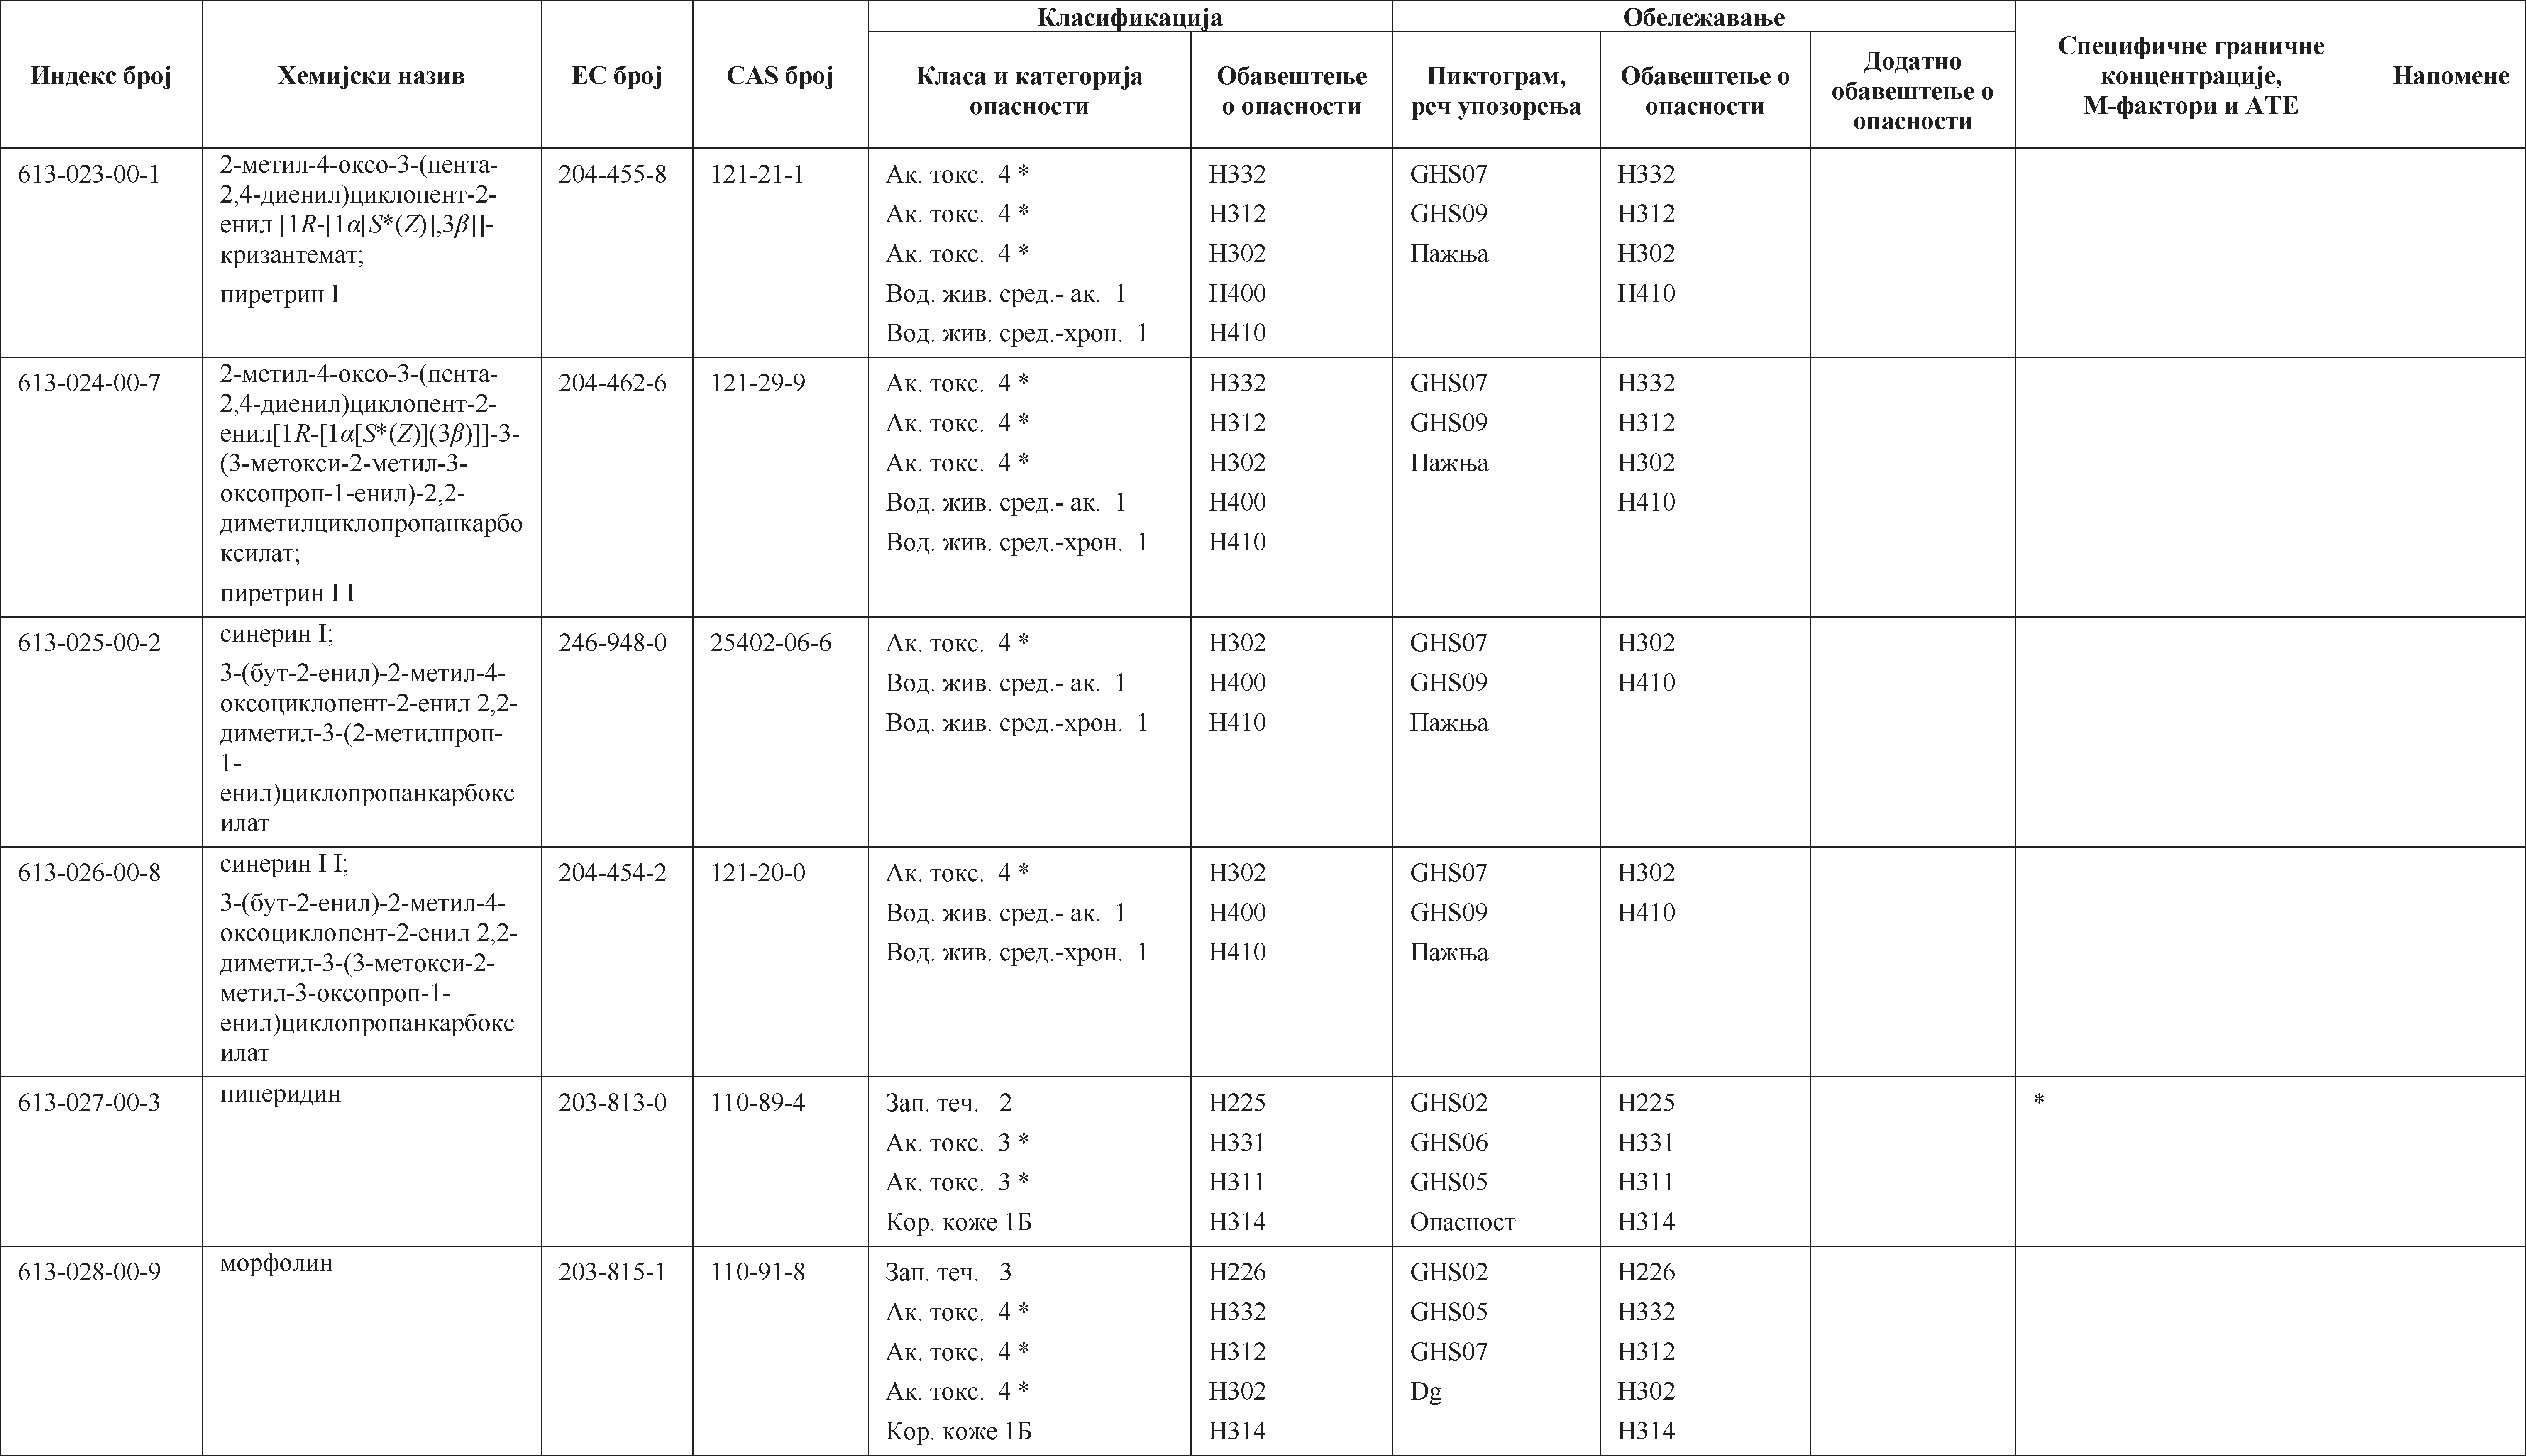 Класификација Обележавање
Индекс број Хемијски назив EC број CAS број Класа и категорија опасности Обавештење о опасности Пиктограм, реч упозорења Обавештење о опасности Додатно обавештење о опасности Специфичне граничне концентрације, М-фактори и ATE Напомене
613-023-00-1
2-метил-4-оксо-3-(пента-
2,4-диенил)циклопент-2-
енил [1R-[1α[S*(Z)],3β]]-
кризантемат;
пиретрин I
204-455-8 121-21-1
Ак. токс. 4 * H332 GHS07 H332
Ак. токс. 4 * H312 GHS09 H312
Ак. токс. 4 * H302 Пажња H302
Вод. жив. сред.- ак. 1 H400 H410
Вод. жив. сред.-хрон. 1 H410
613-024-00-7
2-метил-4-оксо-3-(пента-
2,4-диенил)циклопент-2-
енил[1R-[1α[S*(Z)](3β)]]-3-
(3-метокси-2-метил-3-
оксопроп-1-енил)-2,2-
диметилциклопропанкарбо
ксилат;
пиретрин I I
204-462-6 121-29-9
Ак. токс. 4 * H332 GHS07 H332
Ак. токс. 4 * H312 GHS09 H312
Ак. токс. 4 * H302 Пажња H302
Вод. жив. сред.- ак. 1 H400 H410
Вод. жив. сред.-хрон. 1 H410
613-025-00-2
синерин I;
3-(бут-2-енил)-2-метил-4-
оксоциклопент-2-енил 2,2-
диметил-3-(2-метилпроп-
1-
енил)циклопропанкарбокс
илат
246-948-0 25402-06-6
Ак. токс. 4 * H302 GHS07 H302
Вод. жив. сред.- ак. 1 H400 GHS09 H410
Вод. жив. сред.-хрон. 1 H410 Пажња
613-026-00-8
синерин I I;
3-(бут-2-енил)-2-метил-4-
оксоциклопент-2-енил 2,2-
диметил-3-(3-метокси-2-
метил-3-оксопроп-1-
енил)циклопропанкарбокс
илат
204-454-2 121-20-0
Ак. токс. 4 * H302 GHS07 H302
Вод. жив. сред.- ак. 1 H400 GHS09 H410
Вод. жив. сред.-хрон. 1 H410 Пажња
613-027-00-3 пиперидин 203-813-0 110-89-4
Зап. теч. 2 H225 GHS02 H225 *
Ак. токс. 3 * H331 GHS06 H331
Ак. токс. 3 * H311 GHS05 H311
Кор. коже 1Б H314 Опасност H314
613-028-00-9 морфолин 203-815-1 110-91-8
Зап. теч. 3 H226 GHS02 H226
Ак. токс. 4 * H332 GHS05 H332
Ак. токс. 4 * H312 GHS07 H312
Ак. токс. 4 * H302 Dg H302
Кор. коже 1Б H314 H314